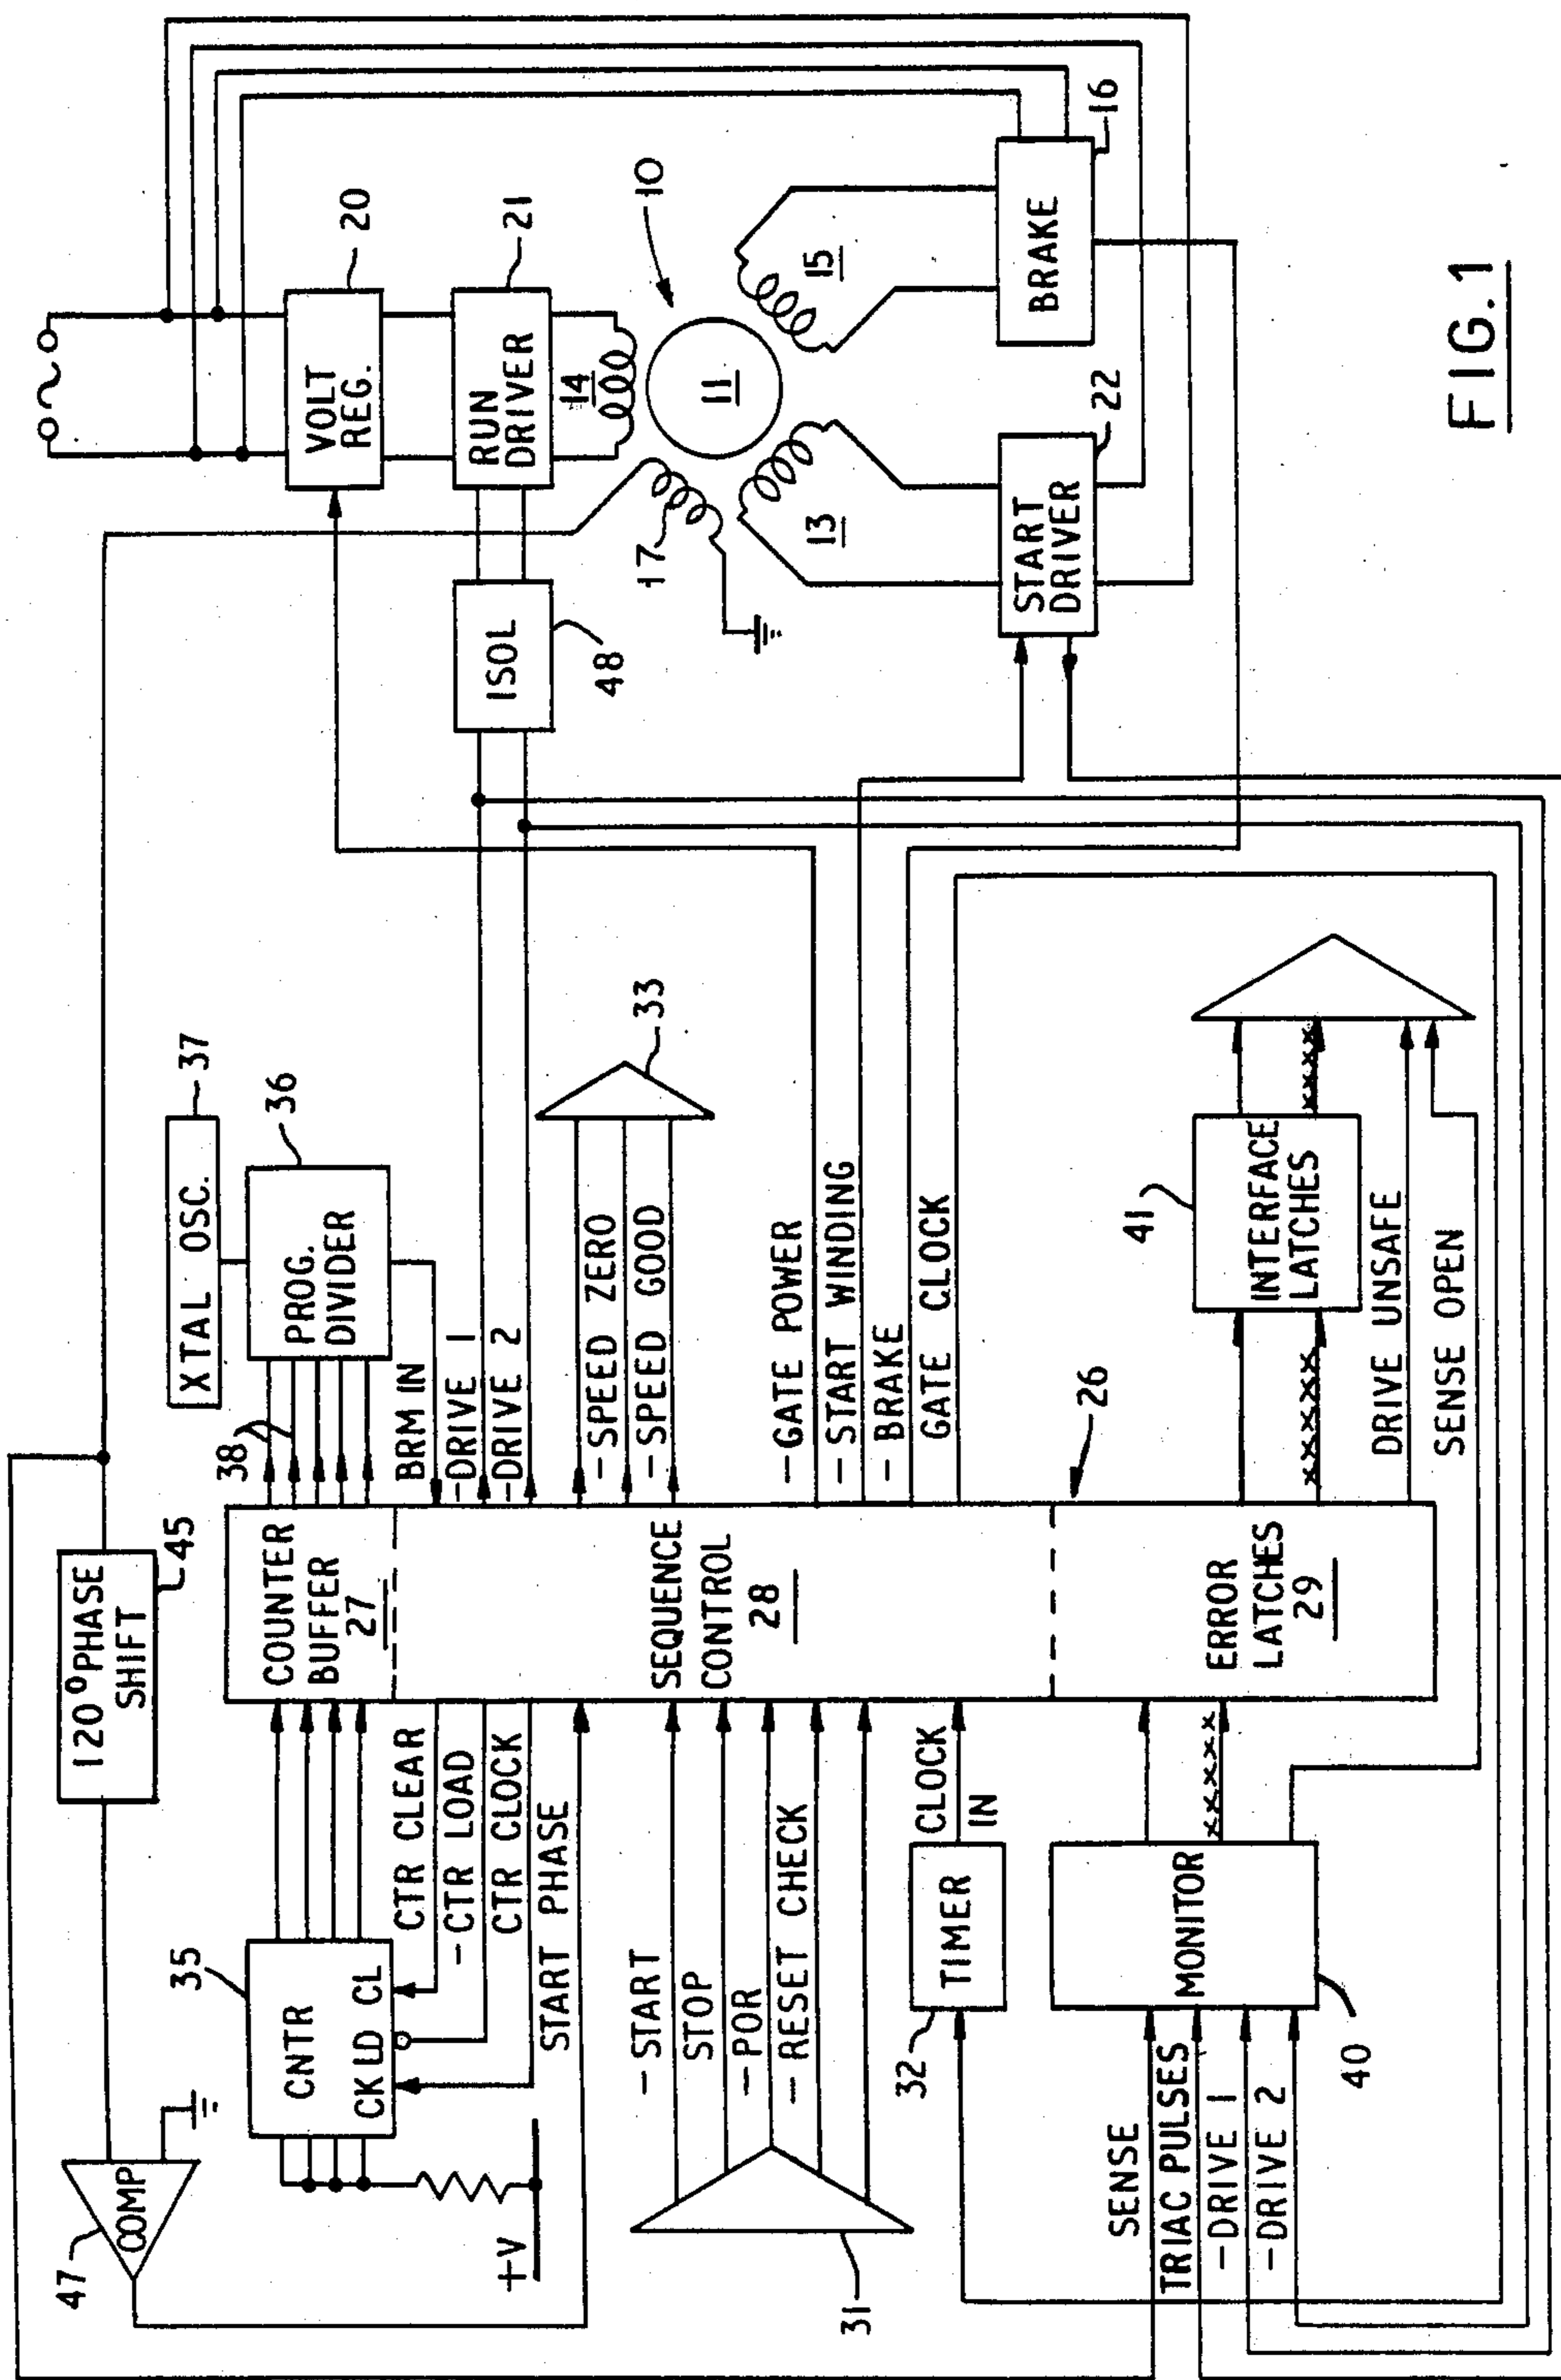 120° PHASE
SHIFT
45
47
COMP
35
CNTR
CK LD CL
+V
CTR CLEAR
-CTR LOAD
CTR CLOCK
START PHASE
COUNTER
BUFFER
27
38
XTAL OSC.
37
PROG.
DIVIDER
36
BRM IN
-DRIVE 1
-DRIVE 2
-START
STOP
-POR
-RESET CHECK
31
SEQUENCE
CONTROL
28
-SPEED ZERO
-SPEED GOOD
33
-GATE POWER
-START WINDING
-BRAKE
GATE CLOCK
TIMER
32
CLOCK
IN
26
SENSE
TRIAC PULSES
-DRIVE 1
-DRIVE 2
MONITOR
40
xxxxx
ERROR
LATCHES
29
xxxxx
INTERFACE
LATCHES
41
xxxx
DRIVE UNSAFE
SENSE OPEN
VOLT
REG.
20
RUN
DRIVER
21
ISOL
48
14
10
11
17
13
15
START
DRIVER
22
BRAKE
16
FIG. 1